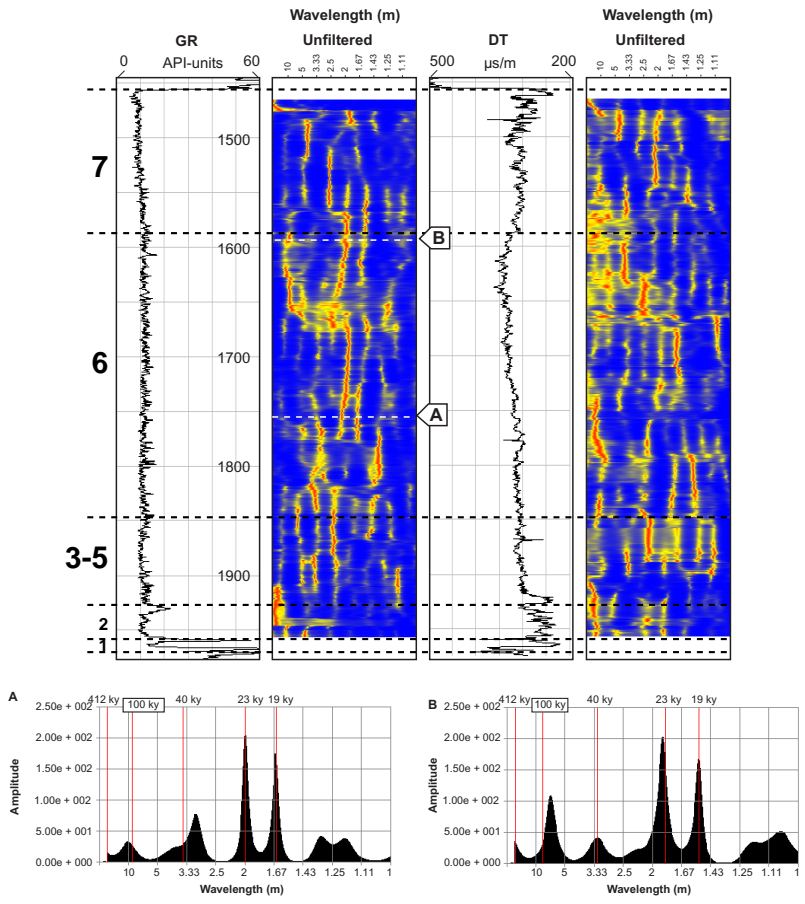 Wavelength (m) Wavelength (m)
GR Unfiltered DT Unfiltered
0 API-units 60 10 5 3.33 2.5 2 1.67 1.43 1.25 1.11 500 µs/m 200 10 5 3.33 2.5 2 1.67 1.43 1.25 1.11
1500
7
B
1600
6
1700
A
1800
3-5
1900
2
1
A 412 ky 100 ky 40 ky 23 ky 19 ky
2.50e + 002
2.00e + 002
1.50e + 002
1.00e + 002
5.00e + 001
0.00e + 000
Amplitude
10 5 3.33 2.5 2 1.67 1.43 1.25 1.11 1
Wavelength (m)
B 412 ky 100 ky 40 ky 23 ky 19 ky
2.50e + 002
2.00e + 002
1.50e + 002
1.00e + 002
5.00e + 001
0.00e + 000
Amplitude
10 5 3.33 2.5 2 1.67 1.43 1.25 1.11 1
Wavelength (m)